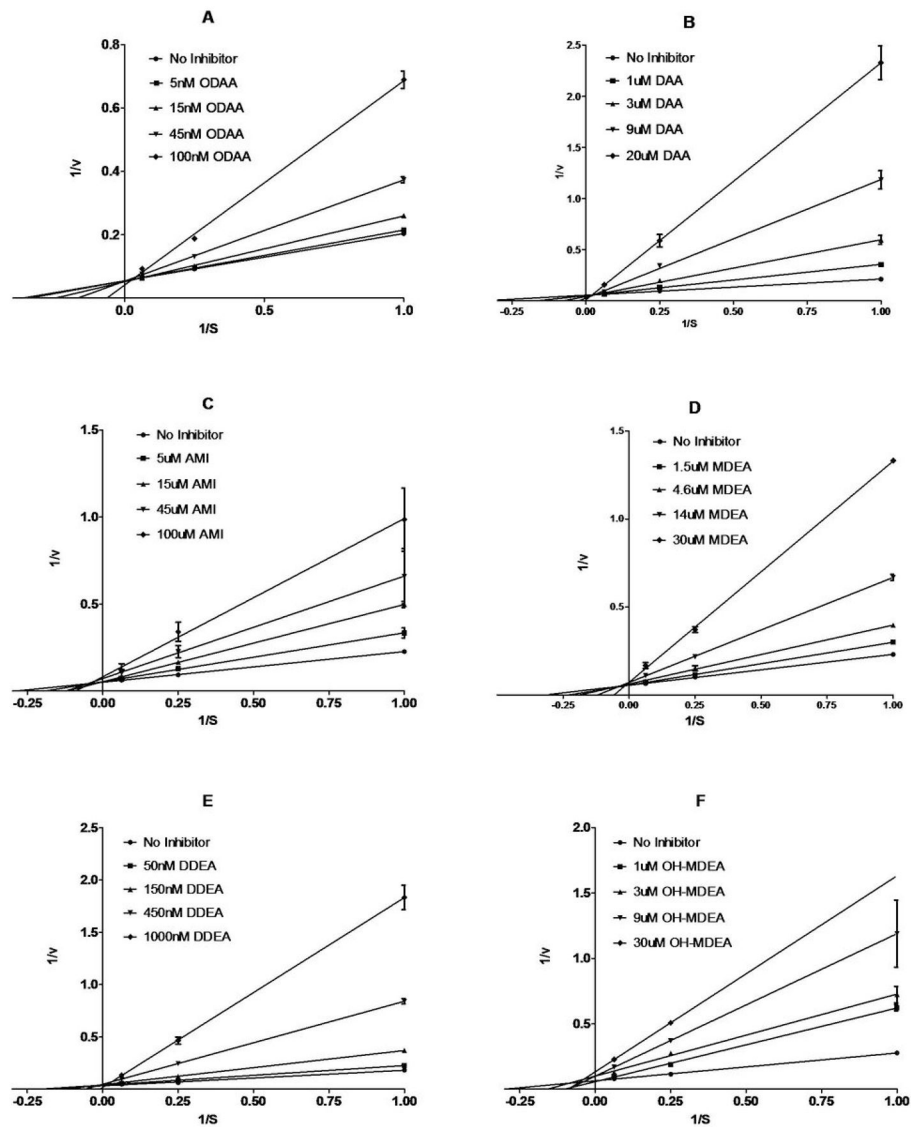 A
No Inhibitor
5nM ODAA
15nM ODAA
45nM ODAA
100nM ODAA
0.8
0.6
0.4
0.2
1/v
0.0
0.5
1.0
1/S
B
No Inhibitor
1uM DAA
3uM DAA
9uM DAA
20uM DAA
2.5
2.0
1.5
1.0
0.5
1/v
-0.25
0.00
0.25
0.50
0.75
1.00
1/S
C
No Inhibitor
5uM AMI
15uM AMI
45uM AMI
100uM AMI
1.5
1.0
0.5
1/v
-0.25
0.00
0.25
0.50
0.75
1.00
1/S
D
No Inhibitor
1.5uM MDEA
4.6uM MDEA
14uM MDEA
30uM MDEA
1.5
1.0
0.5
1/v
-0.25
0.00
0.25
0.50
0.75
1.00
1/S
E
No Inhibitor
50nM DDEA
150nM DDEA
450nM DDEA
1000nM DDEA
2.5
2.0
1.5
1.0
0.5
1/v
-0.25
0.00
0.25
0.50
0.75
1.00
1/S
F
No Inhibitor
1uM OH-MDEA
3uM OH-MDEA
9uM OH-MDEA
30uM OH-MDEA
2.0
1.5
1.0
0.5
1/v
-0.25
0.00
0.25
0.50
0.75
1.00
1/S